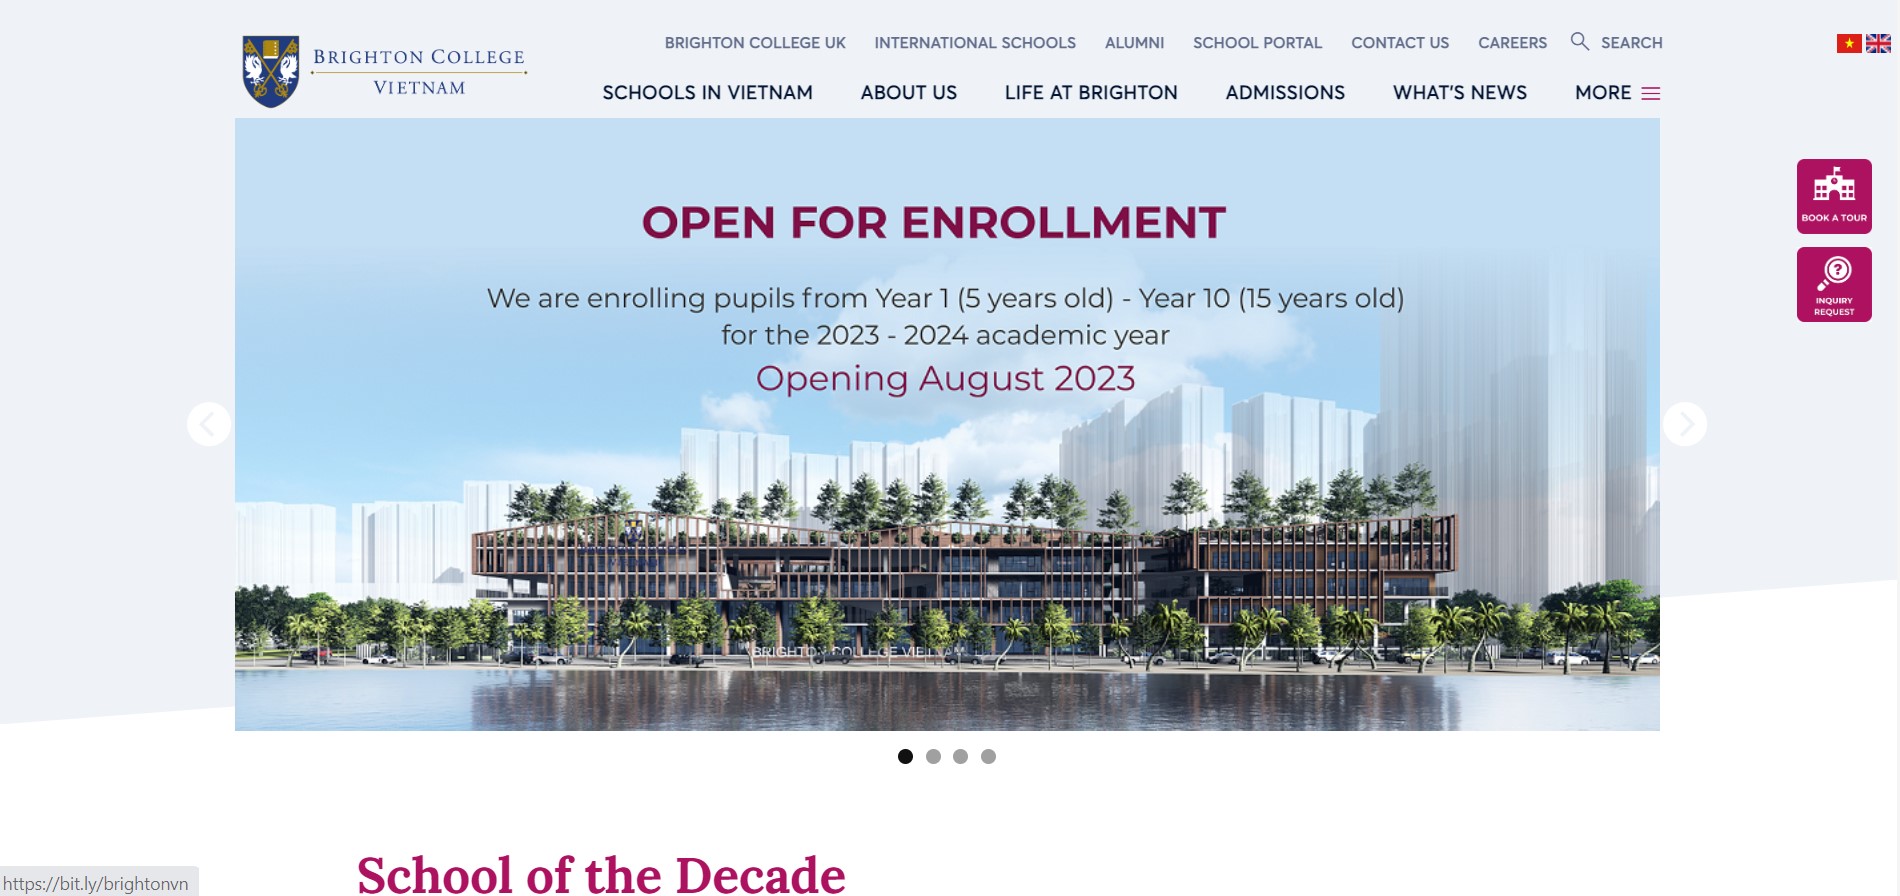 BRIGHTON COLLEGE
VIETNAM
BRIGHTON COLLEGE UK INTERNATIONAL SCHOOLS ALUMNI SCHOOL PORTAL CONTACT US CAREERS SEARCH
SCHOOLS IN VIETNAM ABOUT US LIFE AT BRIGHTON ADMISSIONS WHAT'S NEWS MORE
BOOK A TOUR
INQUIRY
REQUEST
OPEN FOR ENROLLMENT
We are enrolling pupils from Year 1 (5 years old) - Year 10 (15 years old)
for the 2023 - 2024 academic year
Opening August 2023
BRIGHTON COLLEGE VIETNAM
School of the Decade
https://bit.ly/brightonvn